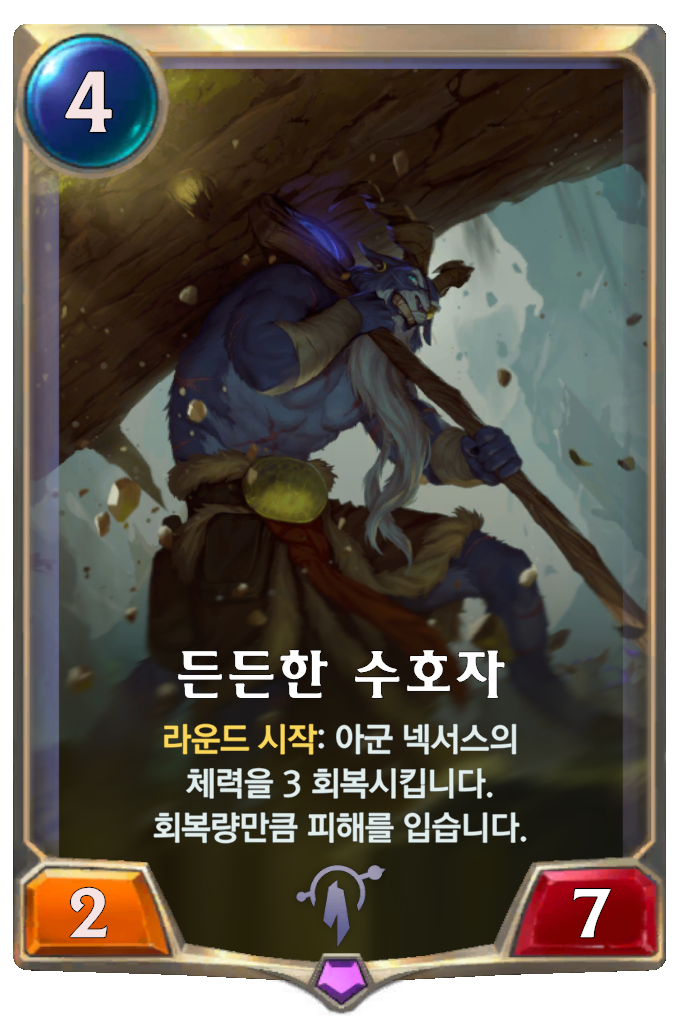 4
든든한 수호자
라운드 시작: 아군 넥서스의
체력을 3 회복시킵니다.
회복량만큼 피해를 입습니다.
2
7